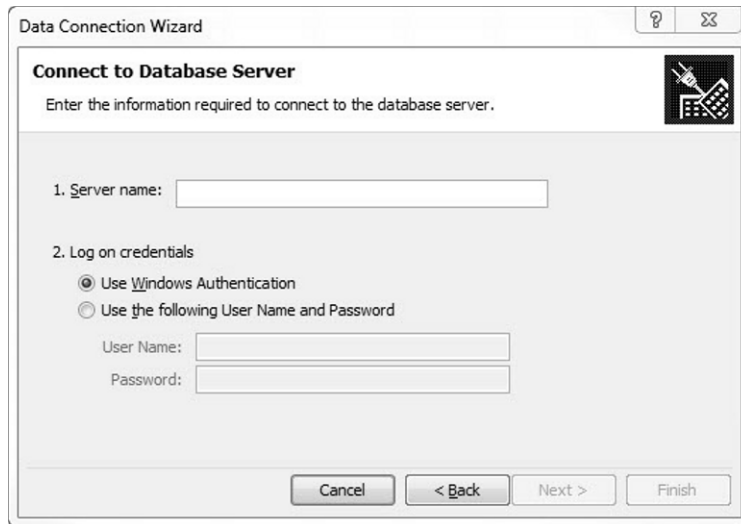 Data Connection Wizard
Connect to Database Server
Enter the information required to connect to the database server.
1. Server name:
2. Log on credentials
Use Windows Authentication
Use the following User Name and Password
User Name:
Password:
Cancel
< Back
Next >
Finish